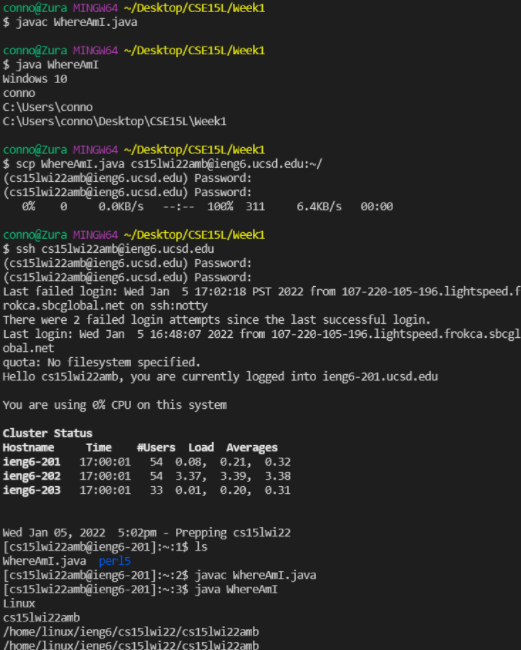 conno@Zura MINGW64 ~/Desktop/CSE15L/Week1
$ javac WhereAmI.java
conno@Zura MINGW64 ~/Desktop/CSE15L/Week1
$ java WhereAmI
Windows 10
conno
C:\Users\conno
C:\Users\conno\Desktop\CSE15L\Week1
conno@Zura MINGW64 ~/Desktop/CSE15L/Week1
$ scp WhereAmI.java cs15lwi22amb@ieng6.ucsd.edu:~/
(cs15lwi22amb@ieng6.ucsd.edu) Password:
(cs15lwi22amb@ieng6.ucsd.edu) Password:
0% 0 0.0KB/s --:-- 100% 311 6.4KB/s 00:00
conno@Zura MINGW64 ~/Desktop/CSE15L/Week1
$ ssh cs15lwi22amb@ieng6.ucsd.edu
(cs15lwi22amb@ieng6.ucsd.edu) Password:
(cs15lwi22amb@ieng6.ucsd.edu) Password:
Last failed login: Wed Jan 5 17:02:18 PST 2022 from 107-220-105-196.lightspeed.f
rokca.sbcglobal.net on ssh:notty
There were 2 failed login attempts since the last successful login.
Last login: Wed Jan 5 16:48:07 2022 from 107-220-105-196.lightspeed.frokca.sbcgl
obal.net
quota: No filesystem specified.
Hello cs15lwi22amb, you are currently logged into ieng6-201.ucsd.edu
You are using 0% CPU on this system
Cluster Status
Hostname Time #Users Load Averages
ieng6-201 17:00:01 54 0.08, 0.21, 0.32
ieng6-202 17:00:01 54 3.37, 3.39, 3.38
ieng6-203 17:00:01 33 0.01, 0.20, 0.31
Wed Jan 05, 2022 5:02pm - Prepping cs15lwi22
[cs15lwi22amb@ieng6-201]:~:1$ ls
WhereAmI.java perl5
[cs15lwi22amb@ieng6-201]:~:2$ javac WhereAmI.java
[cs15lwi22amb@ieng6-201]:~:3$ java WhereAmI
Linux
cs15lwi22amb
/home/linux/ieng6/cs15lwi22/cs15lwi22amb
/home/linux/ieng6/cs15lwi22/cs15lwi22amb